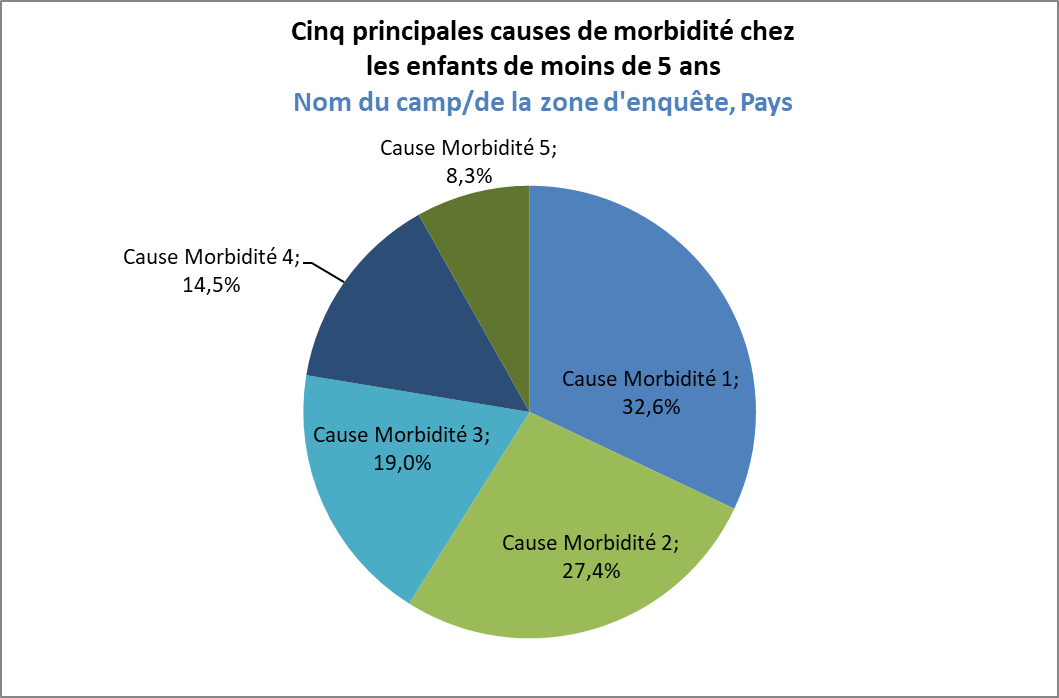 Cinq principales causes de morbidité chez
les enfants de moins de 5 ans
Nom du camp/de la zone d'enquête, Pays
Cause Morbidité 5;
8,3%
Cause Morbidité 4;
14,5%
Cause Morbidité 1;
32,6%
Cause Morbidité 3;
19,0%
Cause Morbidité 2;
27,4%